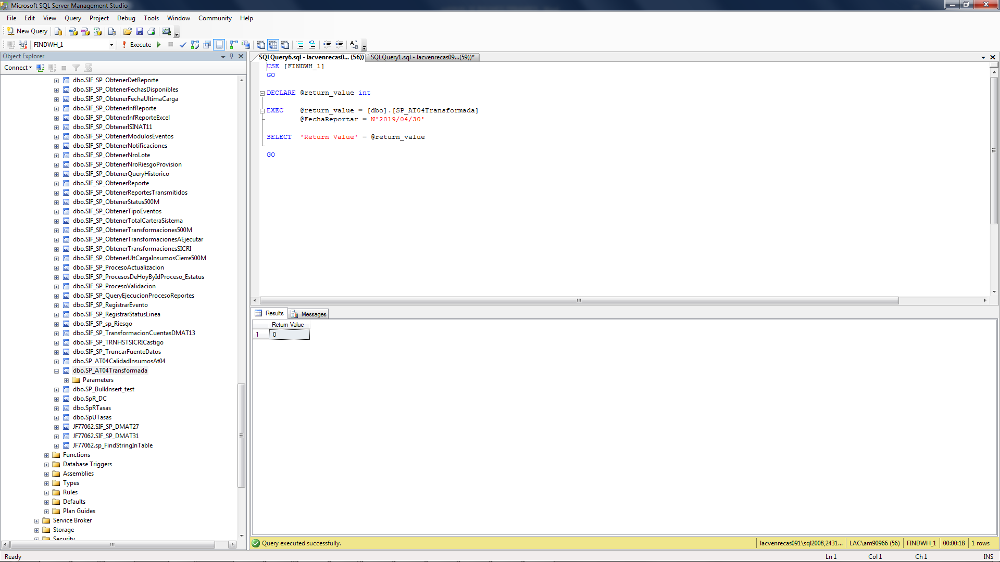 Microsoft SQL Server Management Studio
File Edit View Query Project Debug Tools Window Community Help
New Query
FINDWH_1 Execute
Object Explorer
Connect
dbo.SIF_SP_ObtenerDetReporte
dbo.SIF_SP_ObtenerFechasDisponibles
dbo.SIF_SP_ObtenerFechaUltimaCarga
dbo.SIF_SP_ObtenerInfReporte
dbo.SIF_SP_ObtenerInfReporteExcel
dbo.SIF_SP_ObtenerISINAT11
dbo.SIF_SP_ObtenerModulosEventos
dbo.SIF_SP_ObtenerNotificaciones
dbo.SIF_SP_ObtenerNroLote
dbo.SIF_SP_ObtenerNroRiesgoProvision
dbo.SIF_SP_ObtenerQueryHistorico
dbo.SIF_SP_ObtenerReporte
dbo.SIF_SP_ObtenerReportesTransmitidos
dbo.SIF_SP_ObtenerStatus500M
dbo.SIF_SP_ObtenerTipoEventos
dbo.SIF_SP_ObtenerTotalCarteraSistema
dbo.SIF_SP_ObtenerTransformaciones500M
dbo.SIF_SP_ObtenerTransformacionesAEjecutar
dbo.SIF_SP_ObtenerTransformacionesSICRI
dbo.SIF_SP_ObtenerUltCargaInsumosCierre500M
dbo.SIF_SP_ProcesoActualizacion
dbo.SIF_SP_ProcesosDeHoyByIdProceso_Estatus
dbo.SIF_SP_ProcesoValidacion
dbo.SIF_SP_QueryEjecucionProcesoReportes
dbo.SIF_SP_RegistrarEvento
dbo.SIF_SP_RegistrarStatusLinea
dbo.SIF_SP_sp_Riesgo
dbo.SIF_SP_TransformacionCuentasDMAT13
dbo.SIF_SP_TRNHSTSICRICastigo
dbo.SIF_SP_TruncarFuenteDatos
dbo.SP_AT04CalidadInsumosAt04
dbo.SP_AT04Transformada
Parameters
dbo.SP_BulkInsert_test
dbo.SpR_DC
dbo.SpRTasas
dbo.SpUTasas
JF77062.SIF_SP_DMAT27
JF77062.SIF_SP_DMAT31
JF77062.sp_FindStringInTable
Functions
Database Triggers
Assemblies
Types
Rules
Defaults
Plan Guides
Service Broker
Storage
Security
SQLQuery6.sql - lacvenrecas0... (56)) SQLQuery1.sql - lacvenrecas09...(59))*
USE [FINDWH_1]
GO
DECLARE @return_value int
EXEC @return_value = [dbo].[SP_AT04Transformada]
@FechaReportar = N'2019/04/30'
SELECT 'Return Value' = @return_value
GO
Results Messages
Return Value
1 0
Query executed successfully. lacvenrecas091\sql2008,2431... LAC\am90966 (56) FINDWH_1 00:00:18 1 rows
Ready Ln 1 Col 1 Ch 1 INS